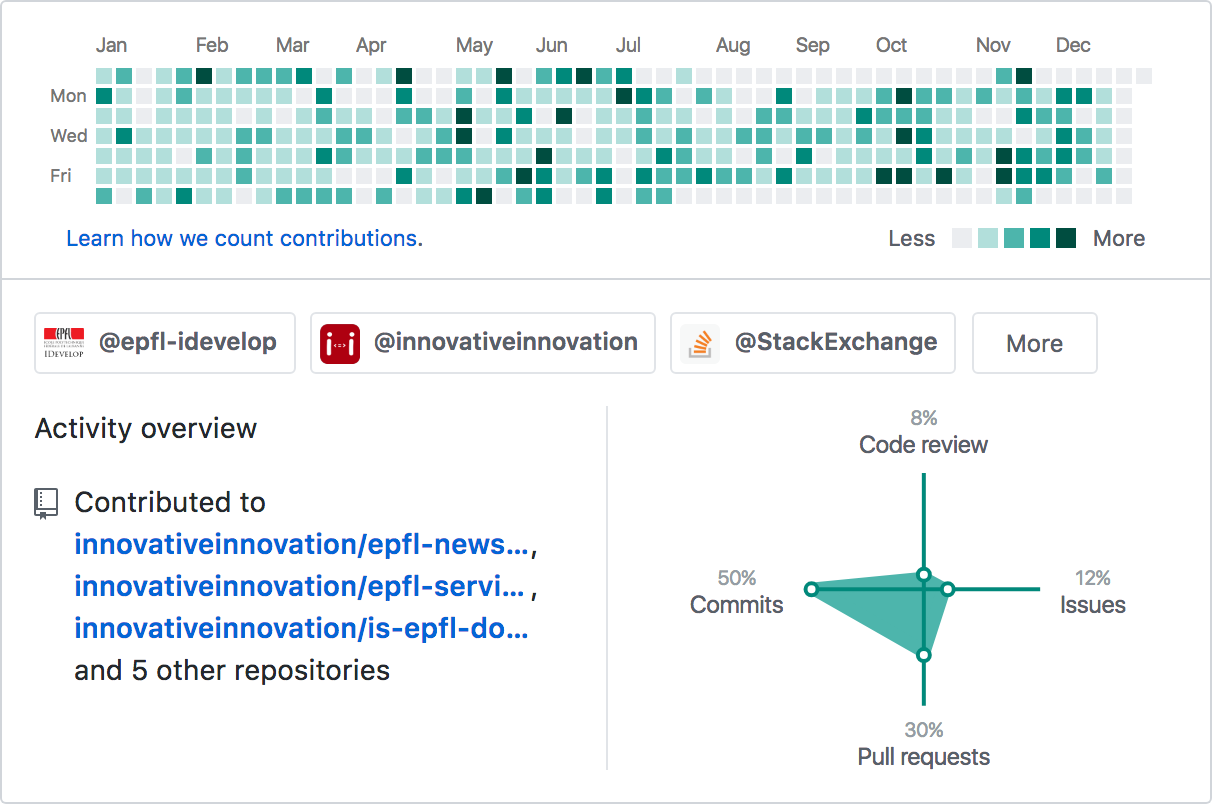 Jan Feb Mar Apr May Jun Jul Aug Sep Oct Nov Dec
Mon
Wed
Fri
Learn how we count contributions.
Less More
EPFL
IDEVELOP
@epfl-idevelop
@innovativeinnovation
@StackExchange
More
Activity overview
Contributed to
innovativeinnovation/epfl-news…,
innovativeinnovation/epfl-servi… ,
innovativeinnovation/is-epfl-do…
and 5 other repositories
8%
Code review
50%
Commits
12%
Issues
30%
Pull requests